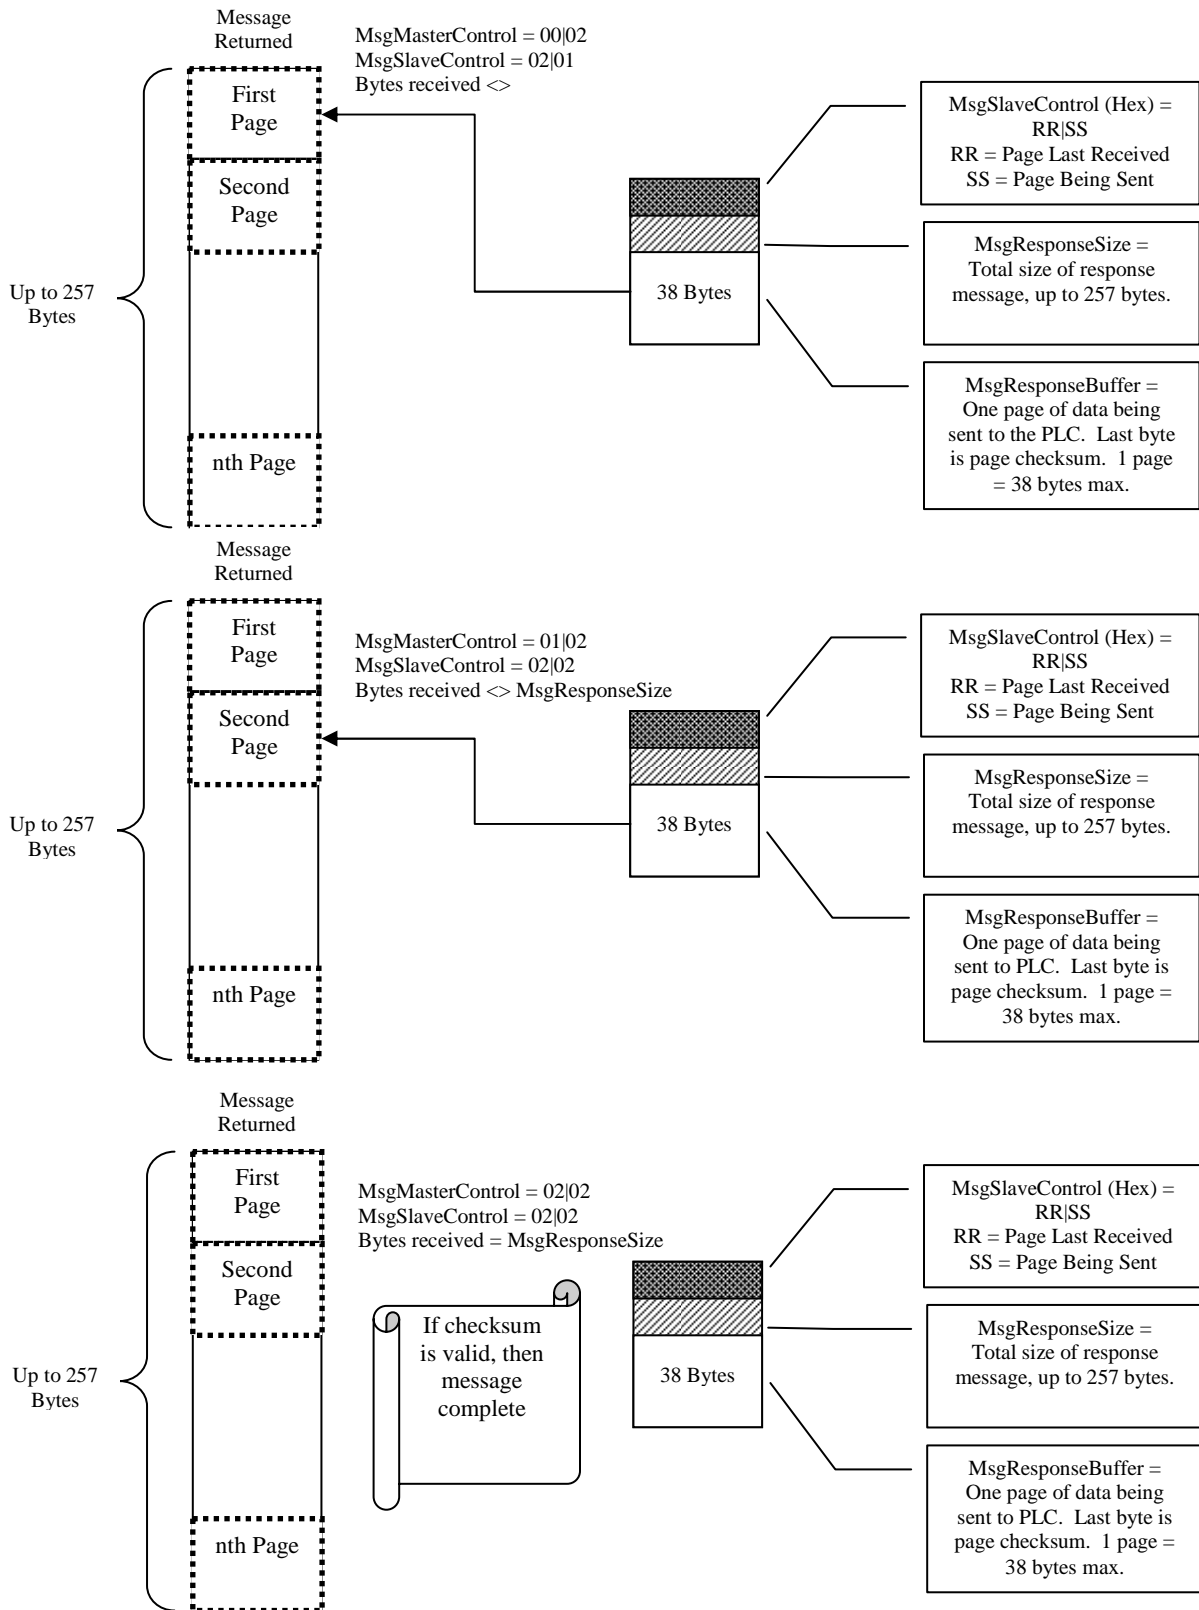 Message
Returned
MsgMasterControl = 00|02
MsgSlaveControl = 02|01
Bytes received <>
First
Page
Second
Page
nth Page
Up to 257
Bytes
38 Bytes
MsgSlaveControl (Hex) =
RR|SS
RR = Page Last Received
SS = Page Being Sent
MsgResponseSize =
Total size of response
message, up to 257 bytes.
MsgResponseBuffer =
One page of data being
sent to the PLC.  Last byte
is page checksum.  1 page
= 38 bytes max.
Message
Returned
MsgMasterControl = 01|02
MsgSlaveControl = 02|02
Bytes received <> MsgResponseSize
First
Page
Second
Page
nth Page
Up to 257
Bytes
38 Bytes
MsgSlaveControl (Hex) =
RR|SS
RR = Page Last Received
SS = Page Being Sent
MsgResponseSize =
Total size of response
message, up to 257 bytes.
MsgResponseBuffer =
One page of data being
sent to PLC.  Last byte is
page checksum.  1 page =
38 bytes max.
Message
Returned
MsgMasterControl = 02|02
MsgSlaveControl = 02|02
Bytes received = MsgResponseSize
First
Page
Second
Page
nth Page
Up to 257
Bytes
If checksum
is valid, then
message
complete
38 Bytes
MsgSlaveControl (Hex) =
RR|SS
RR = Page Last Received
SS = Page Being Sent
MsgResponseSize =
Total size of response
message, up to 257 bytes.
MsgResponseBuffer =
One page of data being
sent to PLC.  Last byte is
page checksum.  1 page =
38 bytes max.